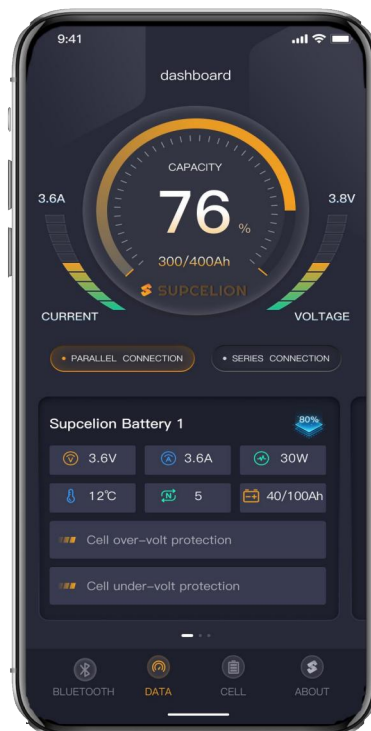 9:41
dashboard
CAPACITY
3.6A
76 %
3.8V
300/400Ah
SUPCELION
CURRENT
VOLTAGE
• PARALLEL CONNECTION
• SERIES CONNECTION
Supcelion Battery 1
80%
3.6V
3.6A
30W
12℃
N 5
40/100Ah
Cell over-volt protection
Cell under-volt protection
BLUETOOTH
DATA
CELL
ABOUT